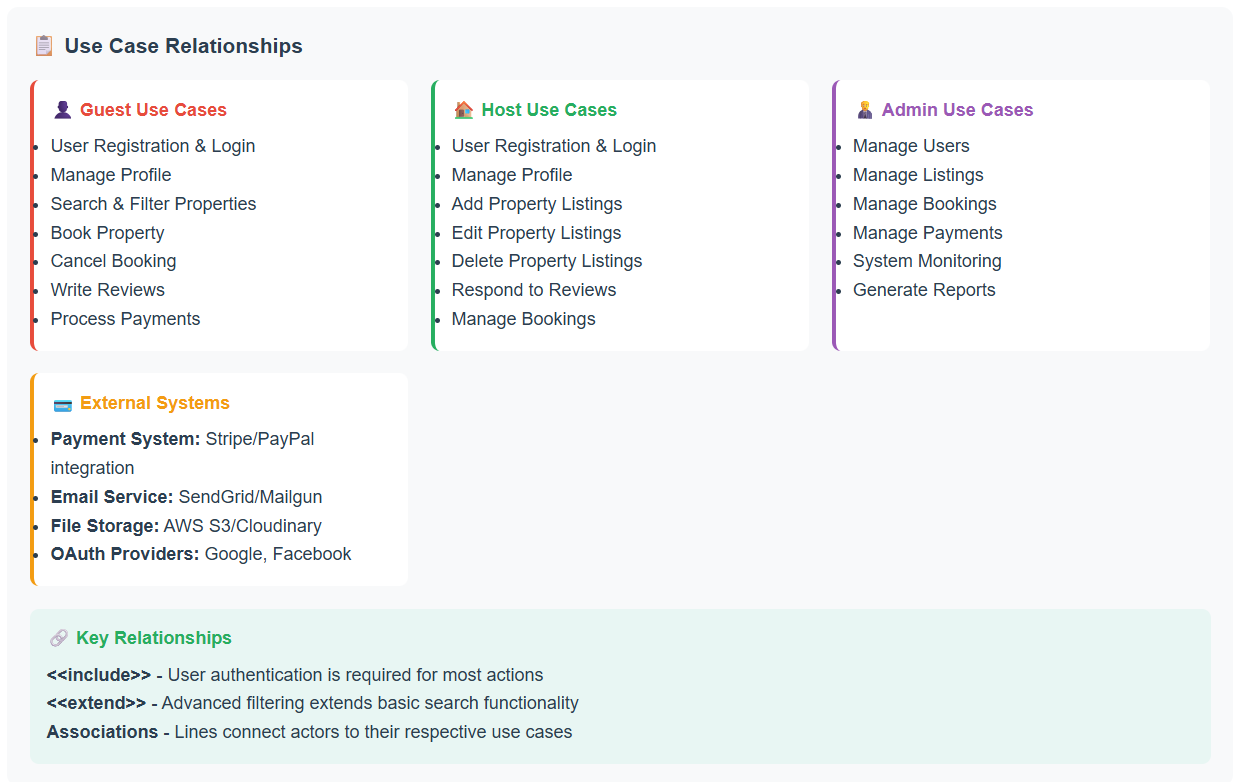 Use Case Relationships
Guest Use Cases
User Registration & Login
Manage Profile
Search & Filter Properties
Book Property
Cancel Booking
Write Reviews
Process Payments
Host Use Cases
User Registration & Login
Manage Profile
Add Property Listings
Edit Property Listings
Delete Property Listings
Respond to Reviews
Manage Bookings
Admin Use Cases
Manage Users
Manage Listings
Manage Bookings
Manage Payments
System Monitoring
Generate Reports
External Systems
Payment System: Stripe/PayPal
integration
Email Service: SendGrid/Mailgun
File Storage: AWS S3/Cloudinary
OAuth Providers: Google, Facebook
Key Relationships
<<include>> - User authentication is required for most actions
<<extend>> - Advanced filtering extends basic search functionality
Associations - Lines connect actors to their respective use cases